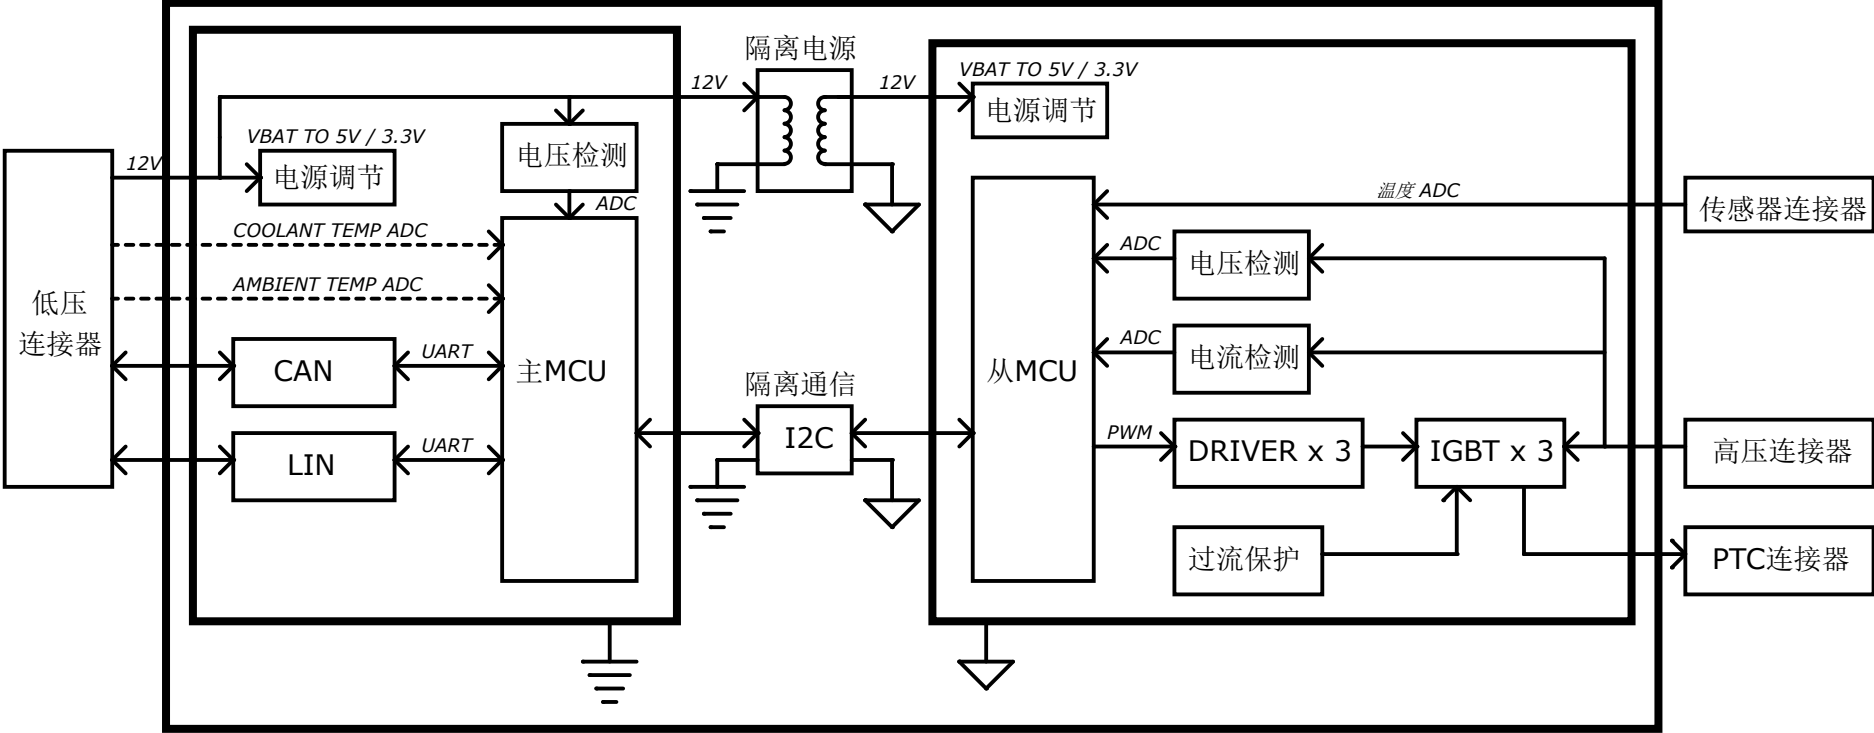 隔离电源
12V
12V
VBAT TO 5V / 3.3V
电源调节
VBAT TO 5V / 3.3V
电源调节
12V
电压检测
ADC
COOLANT TEMP ADC
AMBIENT TEMP ADC
低压
连接器
CAN
UART
LIN
UART
主MCU
隔离通信
I2C
从MCU
温度 ADC
传感器连接器
ADC
电压检测
ADC
电流检测
PWM
DRIVER x 3
IGBT x 3
高压连接器
过流保护
PTC连接器